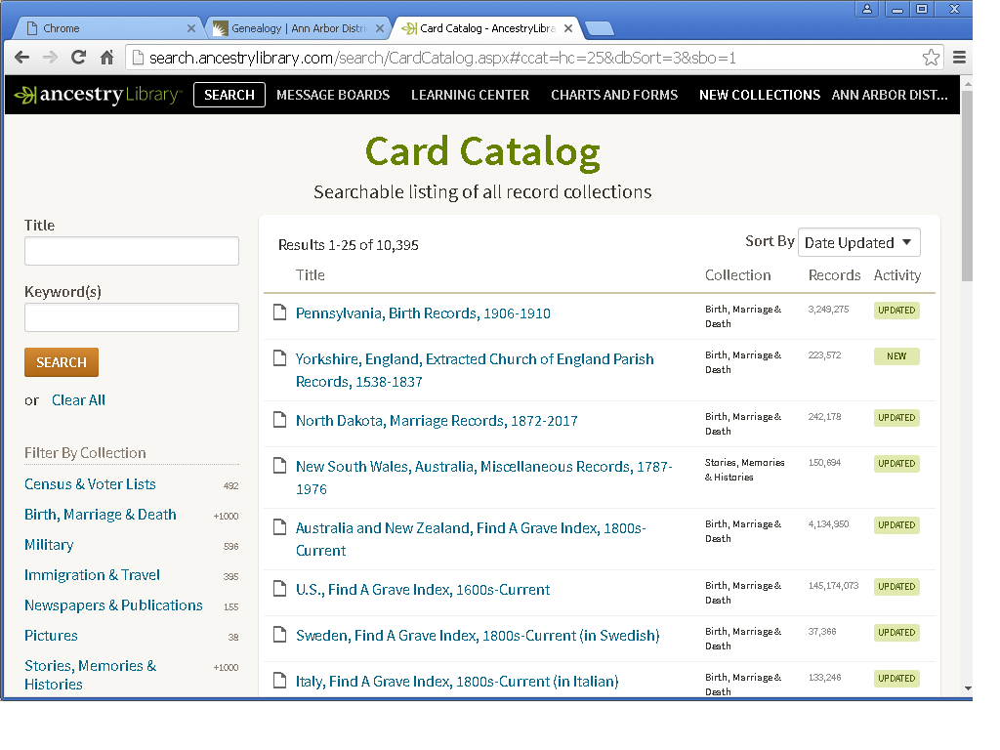 Chrome
Genealogy | Ann Arbor Distri
Card Catalog - AncestryLibra
search.ancestrylibrary.com/search/CardCatalog.aspx#ccat=hc=25&dbSort=3&sbo=1
ancestryLibrary SEARCH MESSAGE BOARDS LEARNING CENTER CHARTS AND FORMS NEW COLLECTIONS ANN ARBOR DIST...
Card Catalog
Searchable listing of all record collections
Title
Keyword(s)
SEARCH
or Clear All
Filter By Collection
Census & Voter Lists 492
Birth, Marriage & Death +1000
Military 596
Immigration & Travel 395
Newspapers & Publications 155
Pictures 38
Stories, Memories & +1000
Histories
Results 1-25 of 10,395
Sort By Date Updated
Title Collection Records Activity
Pennsylvania, Birth Records, 1906-1910 Birth, Marriage & 3,249,275 UPDATED
Death
Yorkshire, England, Extracted Church of England Parish Birth, Marriage & 223,572 NEW
Records, 1538-1837 Death
North Dakota, Marriage Records, 1872-2017 Birth, Marriage & 242,178 UPDATED
Death
New South Wales, Australia, Miscellaneous Records, 1787- Stories, Memories 150,694 UPDATED
1976 & Histories
Australia and New Zealand, Find A Grave Index, 1800s- Birth, Marriage & 4,134,950 UPDATED
Current Death
U.S., Find A Grave Index, 1600s-Current Birth, Marriage & 145,174,073 UPDATED
Death
Sweden, Find A Grave Index, 1800s-Current (in Swedish) Birth, Marriage & 37,366 UPDATED
Death
Italy, Find A Grave Index, 1800s-Current (in Italian) Birth, Marriage & 133,246 UPDATED
Death